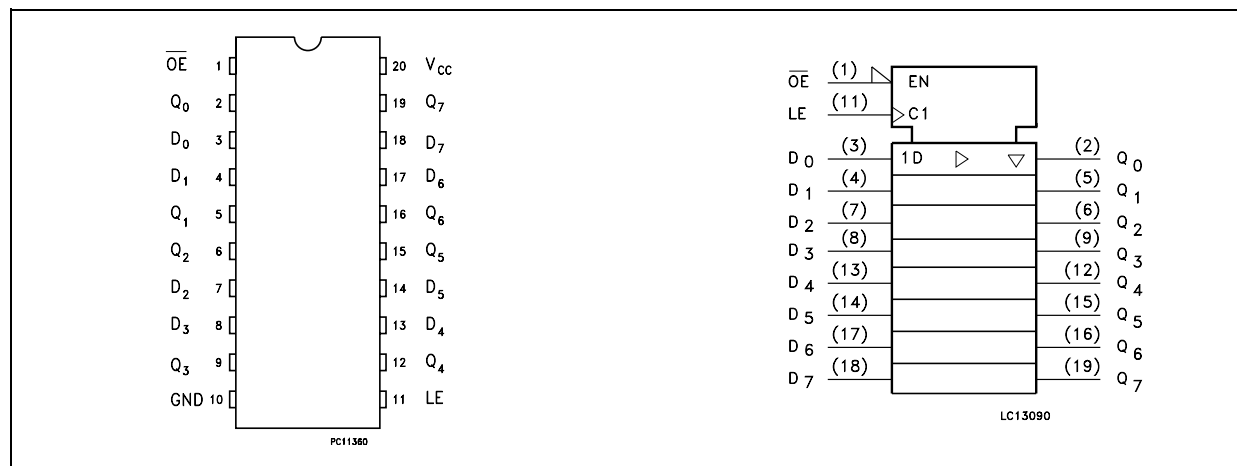 O̅E̅ 1 20 V_CC
Q0 2 19 Q7
D0 3 18 D7
D1 4 17 D6
Q1 5 16 Q6
Q2 6 15 Q5
D2 7 14 D5
D3 8 13 D4
Q3 9 12 Q4
GND 10 11 LE
PC11360
O̅E̅ (1) EN
LE (11) C1
D0 (3) 1D (2) Q0
D1 (4) (5) Q1
D2 (7) (6) Q2
D3 (8) (9) Q3
D4 (13) (12) Q4
D5 (14) (15) Q5
D6 (17) (16) Q6
D7 (18) (19) Q7
LC13090